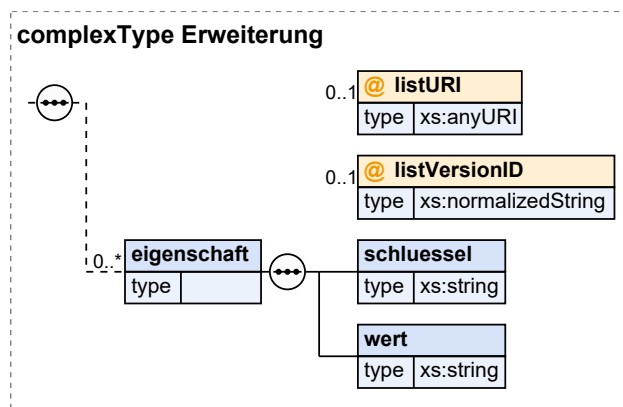 complexType Erweiterung
0..1 @ listURI
type xs:anyURI
0..1 @ listVersionID
type xs:normalizedString
0..* eigenschaft
type
schluessel
type xs:string
wert
type xs:string